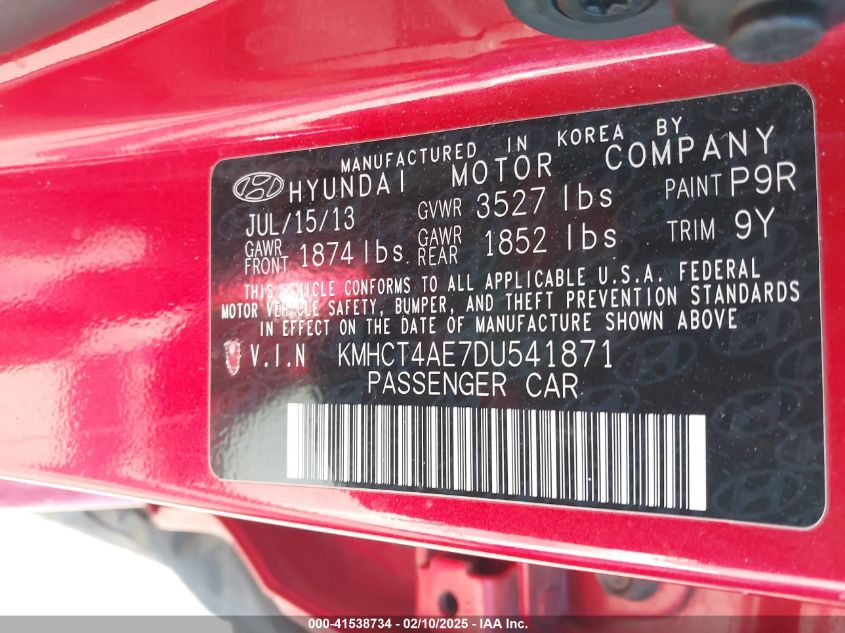 MANUFACTURED IN KOREA BY
HYUNDAI MOTOR COMPANY
JUL/15/13 GVWR 3527 lbs PAINT P9R
GAWR FRONT 1874 lbs GAWR REAR 1852 lbs TRIM 9Y
THIS VEHICLE CONFORMS TO ALL APPLICABLE U.S.A. FEDERAL
MOTOR VEHICLE SAFETY, BUMPER, AND THEFT PREVENTION STANDARDS
IN EFFECT ON THE DATE OF MANUFACTURE SHOWN ABOVE
V.I.N KMHCT4AE7DU541871
PASSENGER CAR
000-41538734 - 02/10/2025 - IAA Inc.